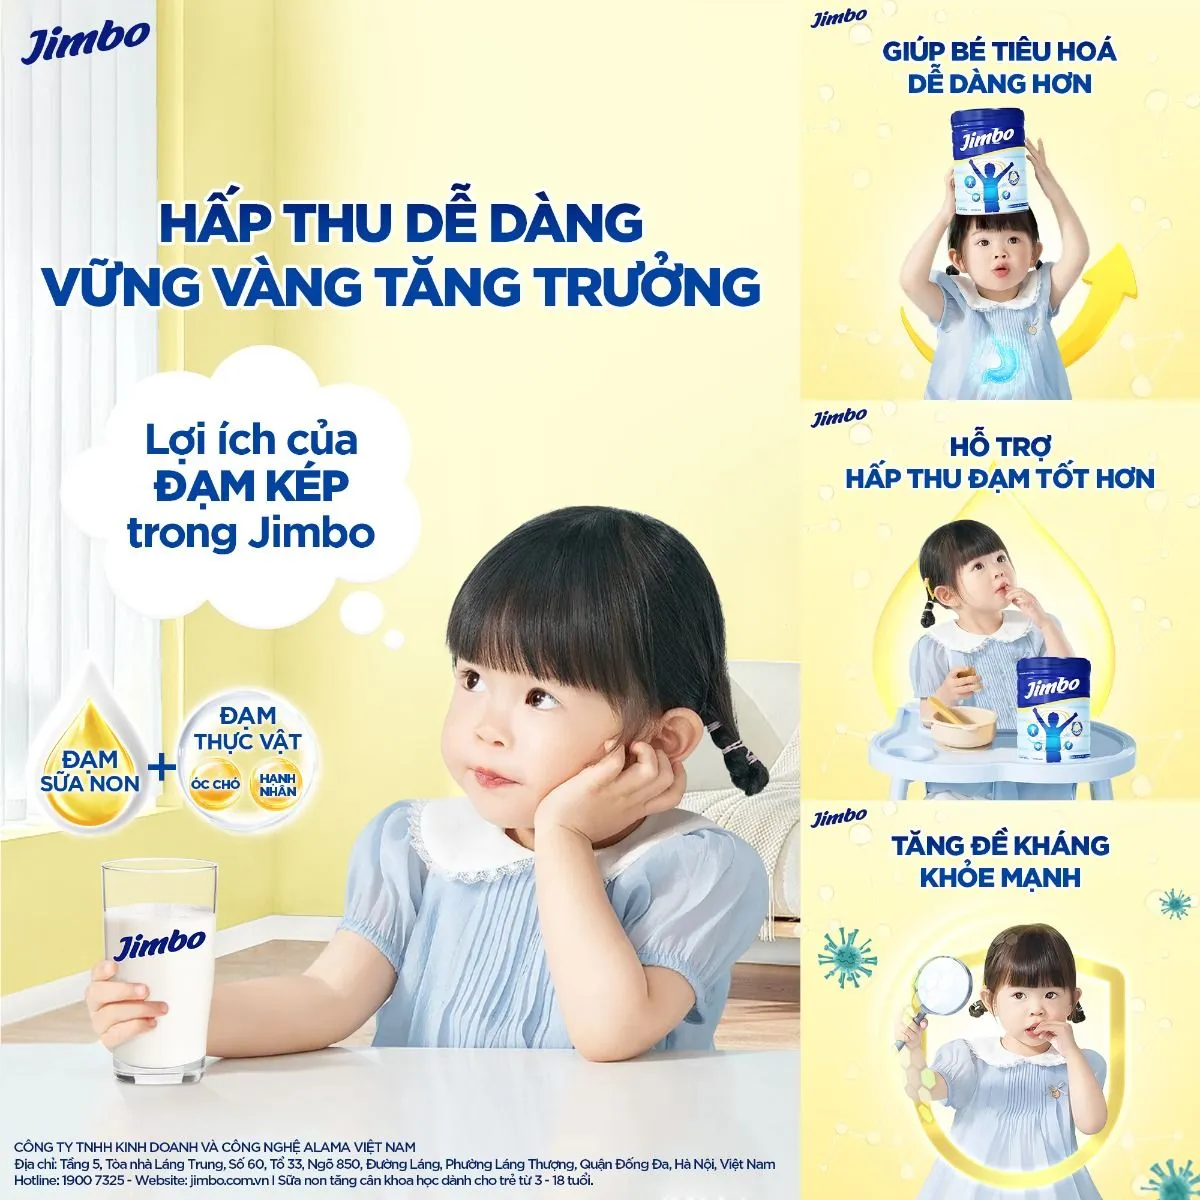 Jimbo
HẤP THU DỄ DÀNG
VỮNG VÀNG TĂNG TRƯỞNG
Lợi ích của
ĐẠM KÉP
trong Jimbo
ĐẠM
SỮA NON
+
ĐẠM
THỰC VẬT
ÓC CHÓ
HẠNH
NHÂN
Jimbo
CÔNG TY TNHH KINH DOANH VÀ CÔNG NGHỆ ALAMA VIỆT NAM
Địa chỉ: Tầng 5, Tòa nhà Láng Trung, Số 60, Tổ 33, Ngõ 850, Đường Láng, Phường Láng Thượng, Quận Đống Đa, Hà Nội, Việt Nam
Hotline: 1900 7325 - Website: jimbo.com.vn | Sữa non tăng cân khoa học dành cho trẻ từ 3 - 18 tuổi.
Jimbo
GIÚP BÉ TIÊU HOÁ
DỄ DÀNG HƠN
Jimbo
Jimbo
HỖ TRỢ
HẤP THU ĐẠM TỐT HƠN
Jimbo
Jimbo
TĂNG ĐỀ KHÁNG
KHỎE MẠNH